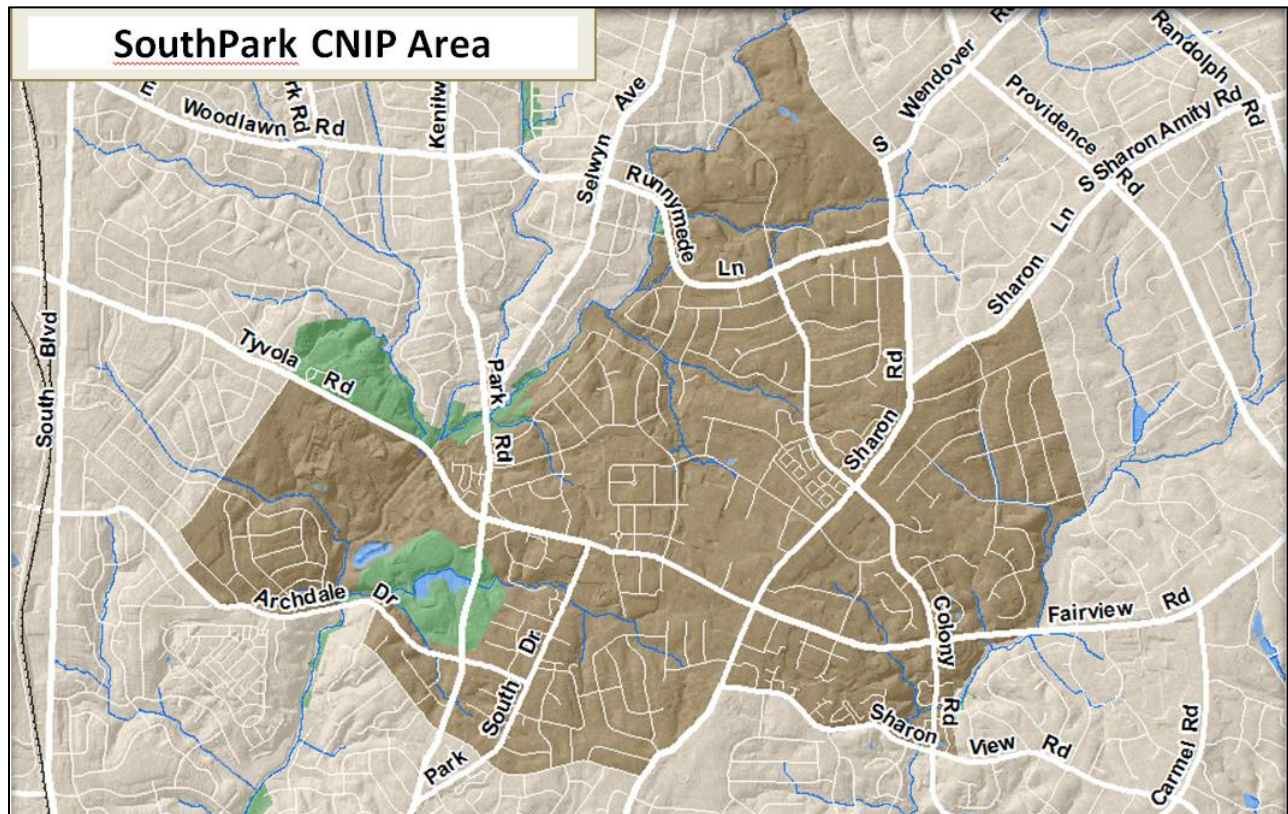 SouthPark CNIP Area
Woodlawn Rd
rk Rd
Kenilw
Selwyn Ave
S Wendover R
Randolph Rd
Providence Rd
S Sharon Amity Rd
Runnymede Ln
Sharon Ln
South Blvd
Tyvola Rd
Park Rd
Sharon Rd
Archdale Dr
Park South Dr
Colony Rd
Fairview Rd
Sharon View Rd
Carmel Rd